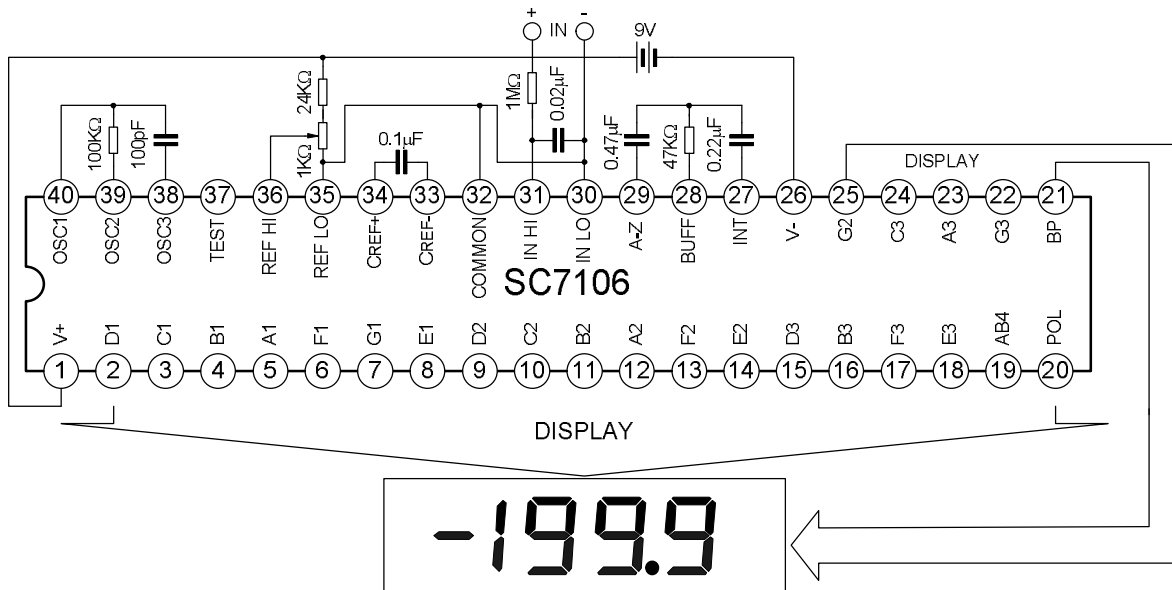 + IN -
9V
24KΩ
1MΩ
0.02µF
100KΩ
100pF
1KΩ
0.1µF
0.47µF
47KΩ
0.22µF
DISPLAY
40 39 38 37 36 35 34 33 32 31 30 29 28 27 26 25 24 23 22 21
OSC1 OSC2 OSC3 TEST REF HI REF LO CREF+ CREF- COMMON IN HI IN LO A-Z BUFF INT V- G2 C3 A3 G3 BP
SC7106
V+ D1 C1 B1 A1 F1 G1 E1 D2 C2 B2 A2 F2 E2 D3 B3 F3 E3 AB4 POL
1 2 3 4 5 6 7 8 9 10 11 12 13 14 15 16 17 18 19 20
DISPLAY
-199.9